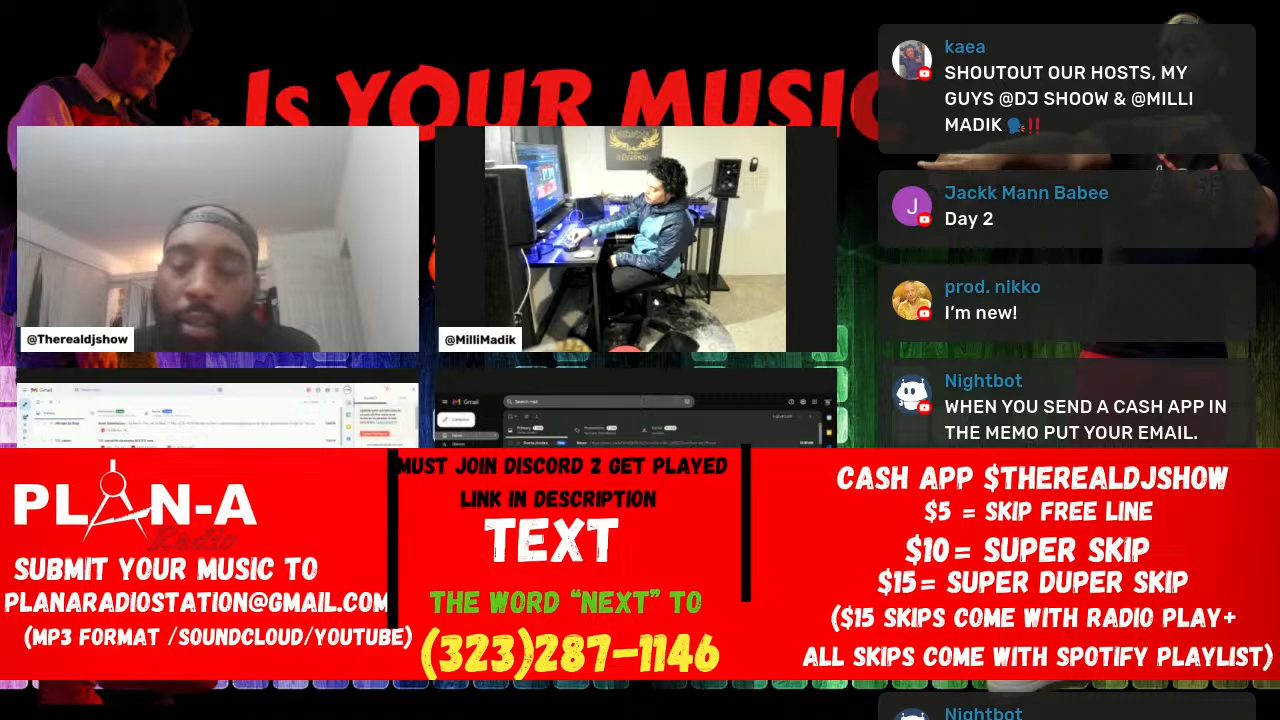 Is YOUR MUSIC
kaea
SHOUTOUT OUR HOSTS, MY
GUYS @DJ SHOOW & @MILLI
MADIK 🗣‼
Jackk Mann Babee
J
Day 2
prod. nikko
I'm new!
Nightbot
WHEN YOU SEND A CASH APP IN
THE MEMO PUT YOUR EMAIL.
@Therealdjshow
@MilliMadik
Gmail
Gmail
Search mail
PLAN-A
Radio
SUBMIT YOUR MUSIC TO
PLANARADIOSTATION@GMAIL.COM
(MP3 FORMAT /SOUNDCLOUD/YOUTUBE)
MUST JOIN DISCORD 2 GET PLAYED
LINK IN DESCRIPTION
TEXT
THE WORD “NEXT” TO
(323)287-1146
CASH APP $THEREALDJSHOW
$5 = SKIP FREE LINE
$10= SUPER SKIP
$15= SUPER DUPER SKIP
($15 SKIPS COME WITH RADIO PLAY+
ALL SKIPS COME WITH SPOTIFY PLAYLIST)
Nightbot